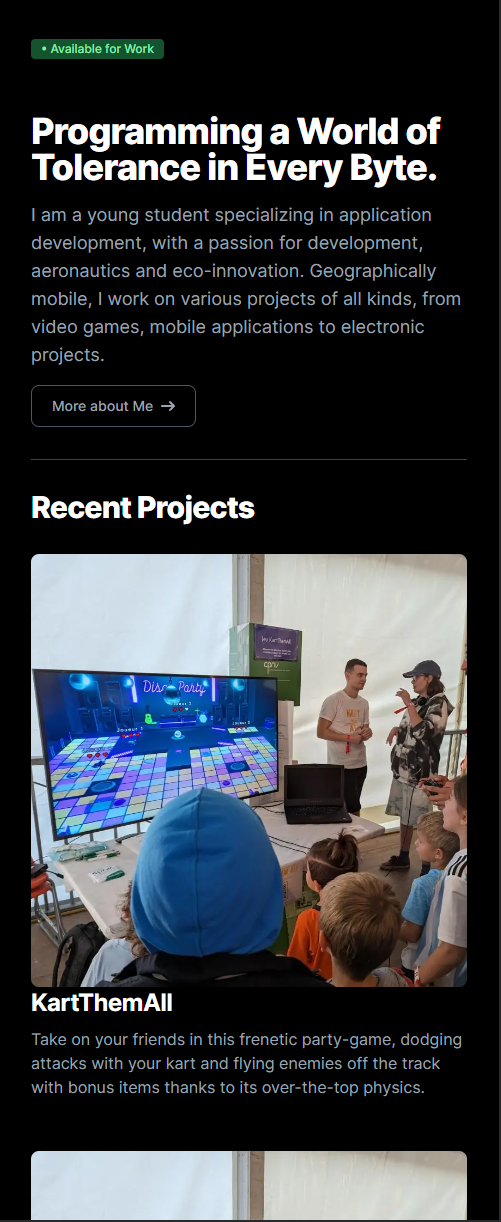 • Available for Work
Programming a World of
Tolerance in Every Byte.
I am a young student specializing in application
development, with a passion for development,
aeronautics and eco-innovation. Geographically
mobile, I work on various projects of all kinds, from
video games, mobile applications to electronic
projects.
More about Me →
Recent Projects
Disco Party
Joueur 1
Joueur 2
KartThemAll
Take on your friends in this frenetic party-game, dodging
attacks with your kart and flying enemies off the track
with bonus items thanks to its over-the-top physics.